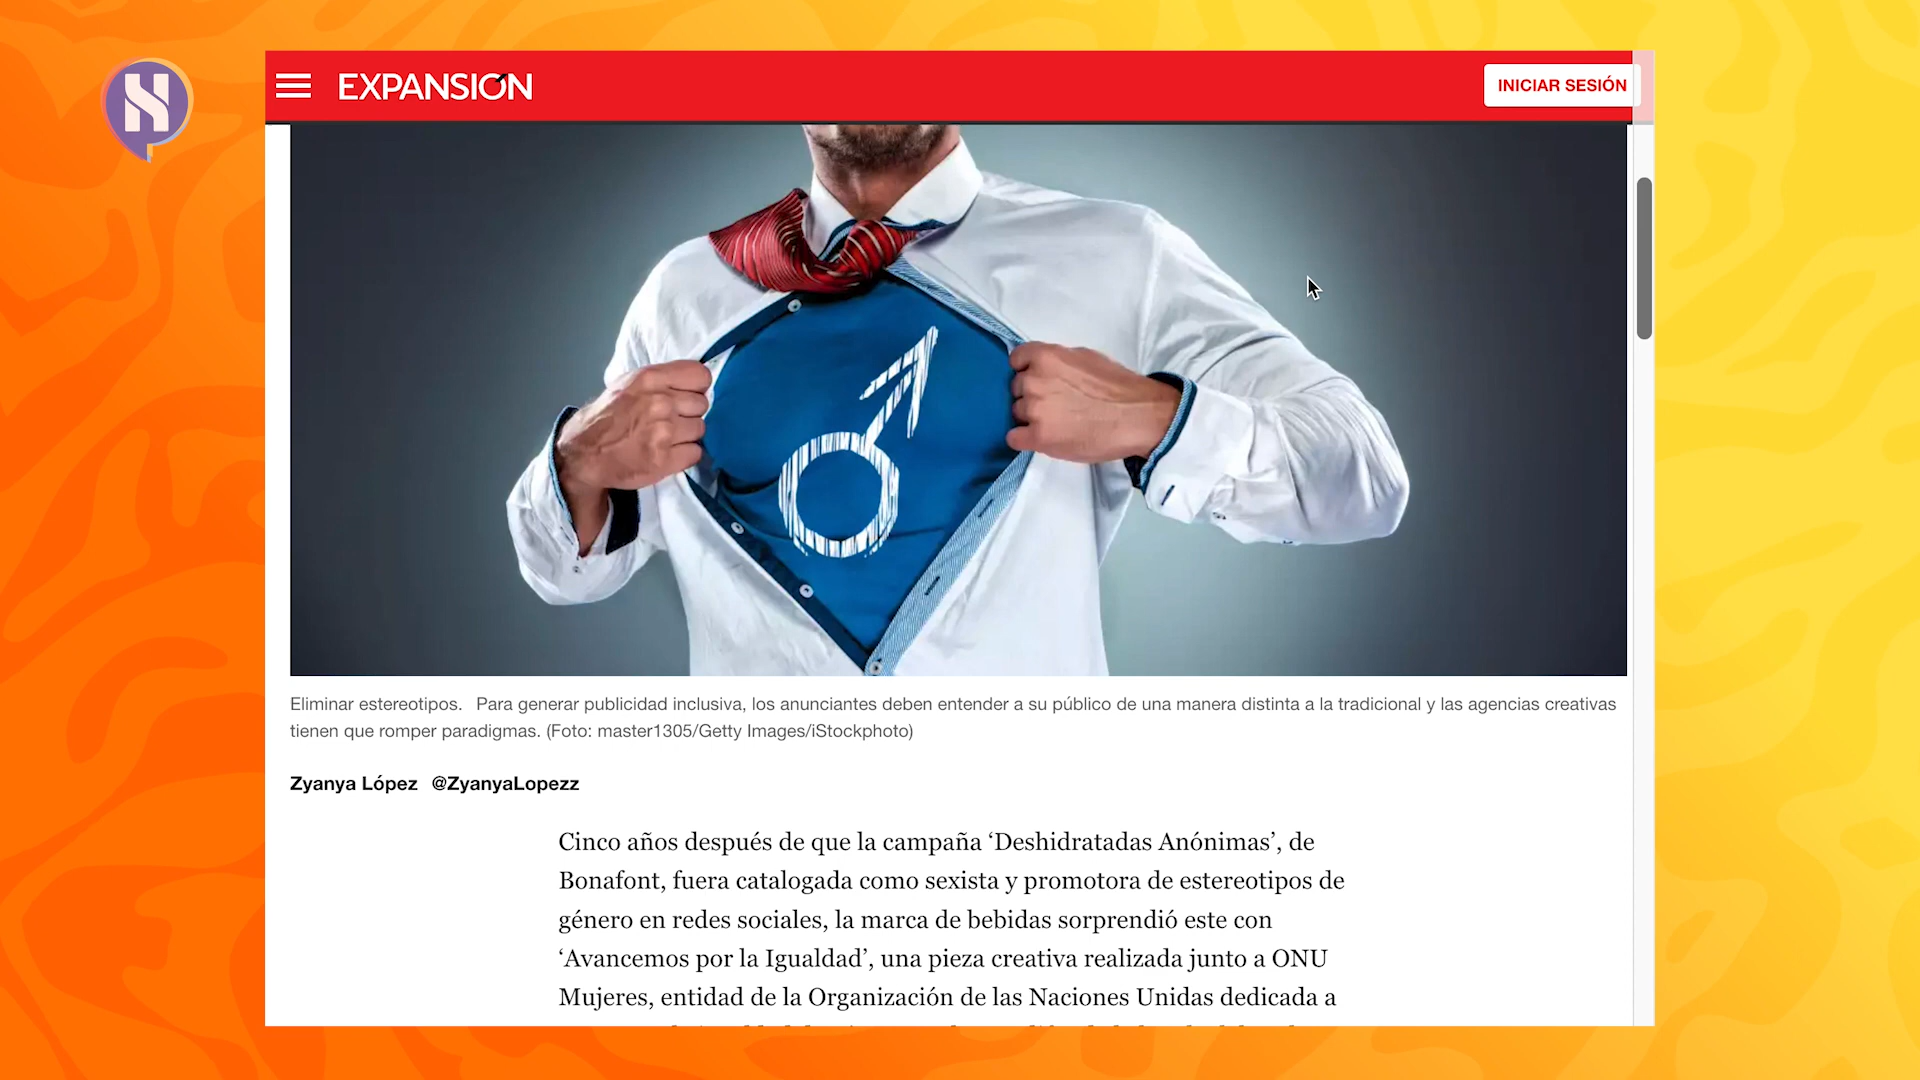 N
EXPANSIÓN
INICIAR SESIÓN
Eliminar estereotipos. Para generar publicidad inclusiva, los anunciantes deben entender a su público de una manera distinta a la tradicional y las agencias creativas
tienen que romper paradigmas. (Foto: master1305/Getty Images/iStockphoto)
Zyanya López @ZyanyaLopezz
Cinco años después de que la campaña ‘Deshidratadas Anónimas’, de
Bonafont, fuera catalogada como sexista y promotora de estereotipos de
género en redes sociales, la marca de bebidas sorprendió este con
‘Avancemos por la Igualdad’, una pieza creativa realizada junto a ONU
Mujeres, entidad de la Organización de las Naciones Unidas dedicada a